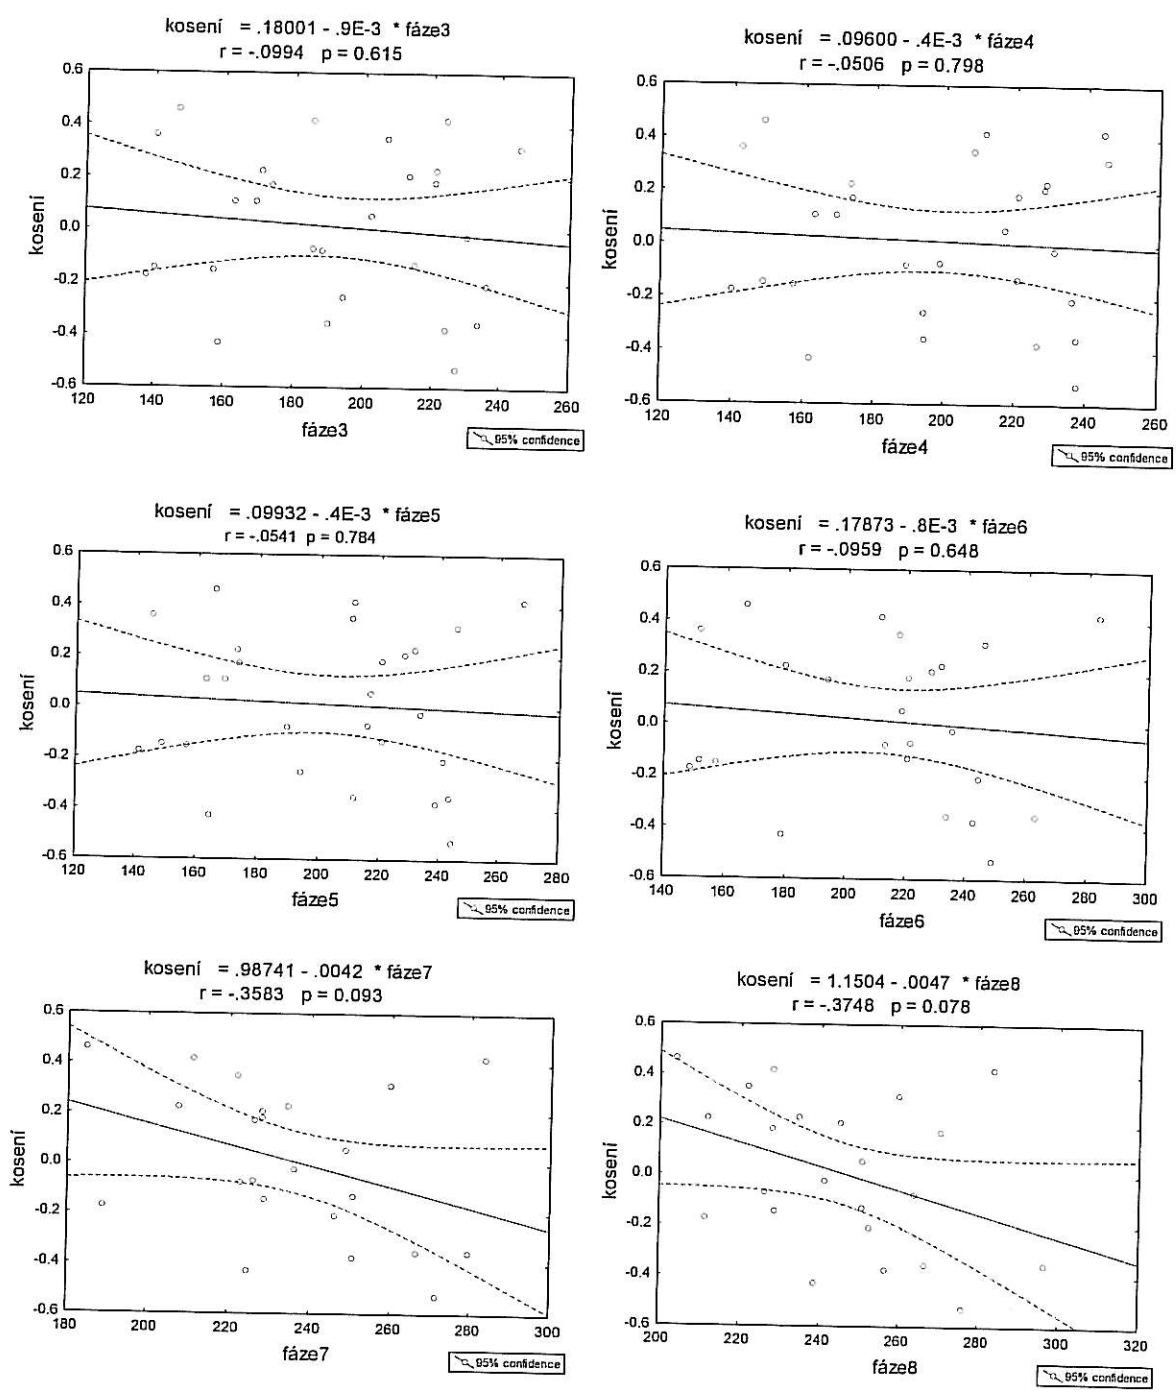 kosení = .18001 - .9E-3 * fáze3
r = -.0994 p = 0.615
0.6
0.4
0.2
0.0
-0.2
-0.4
-0.6
kosení
120 140 160 180 200 220 240 260
fáze3
95% confidence
kosení = .09600 - .4E-3 * fáze4
r = -.0506 p = 0.798
0.6
0.4
0.2
0.0
-0.2
-0.4
-0.6
kosení
120 140 160 180 200 220 240 260
fáze4
95% confidence
kosení = .09932 - .4E-3 * fáze5
r = -.0541 p = 0.784
0.6
0.4
0.2
0.0
-0.2
-0.4
-0.6
kosení
120 140 160 180 200 220 240 260 280
fáze5
95% confidence
kosení = .17873 - .8E-3 * fáze6
r = -.0959 p = 0.648
0.6
0.4
0.2
0.0
-0.2
-0.4
-0.6
kosení
140 160 180 200 220 240 260 280 300
fáze6
95% confidence
kosení = .98741 - .0042 * fáze7
r = -.3583 p = 0.093
0.6
0.4
0.2
0.0
-0.2
-0.4
-0.6
kosení
180 200 220 240 260 280 300
fáze7
95% confidence
kosení = 1.1504 - .0047 * fáze8
r = -.3748 p = 0.078
0.6
0.4
0.2
0.0
-0.2
-0.4
-0.6
kosení
200 220 240 260 280 300 320
fáze8
95% confidence